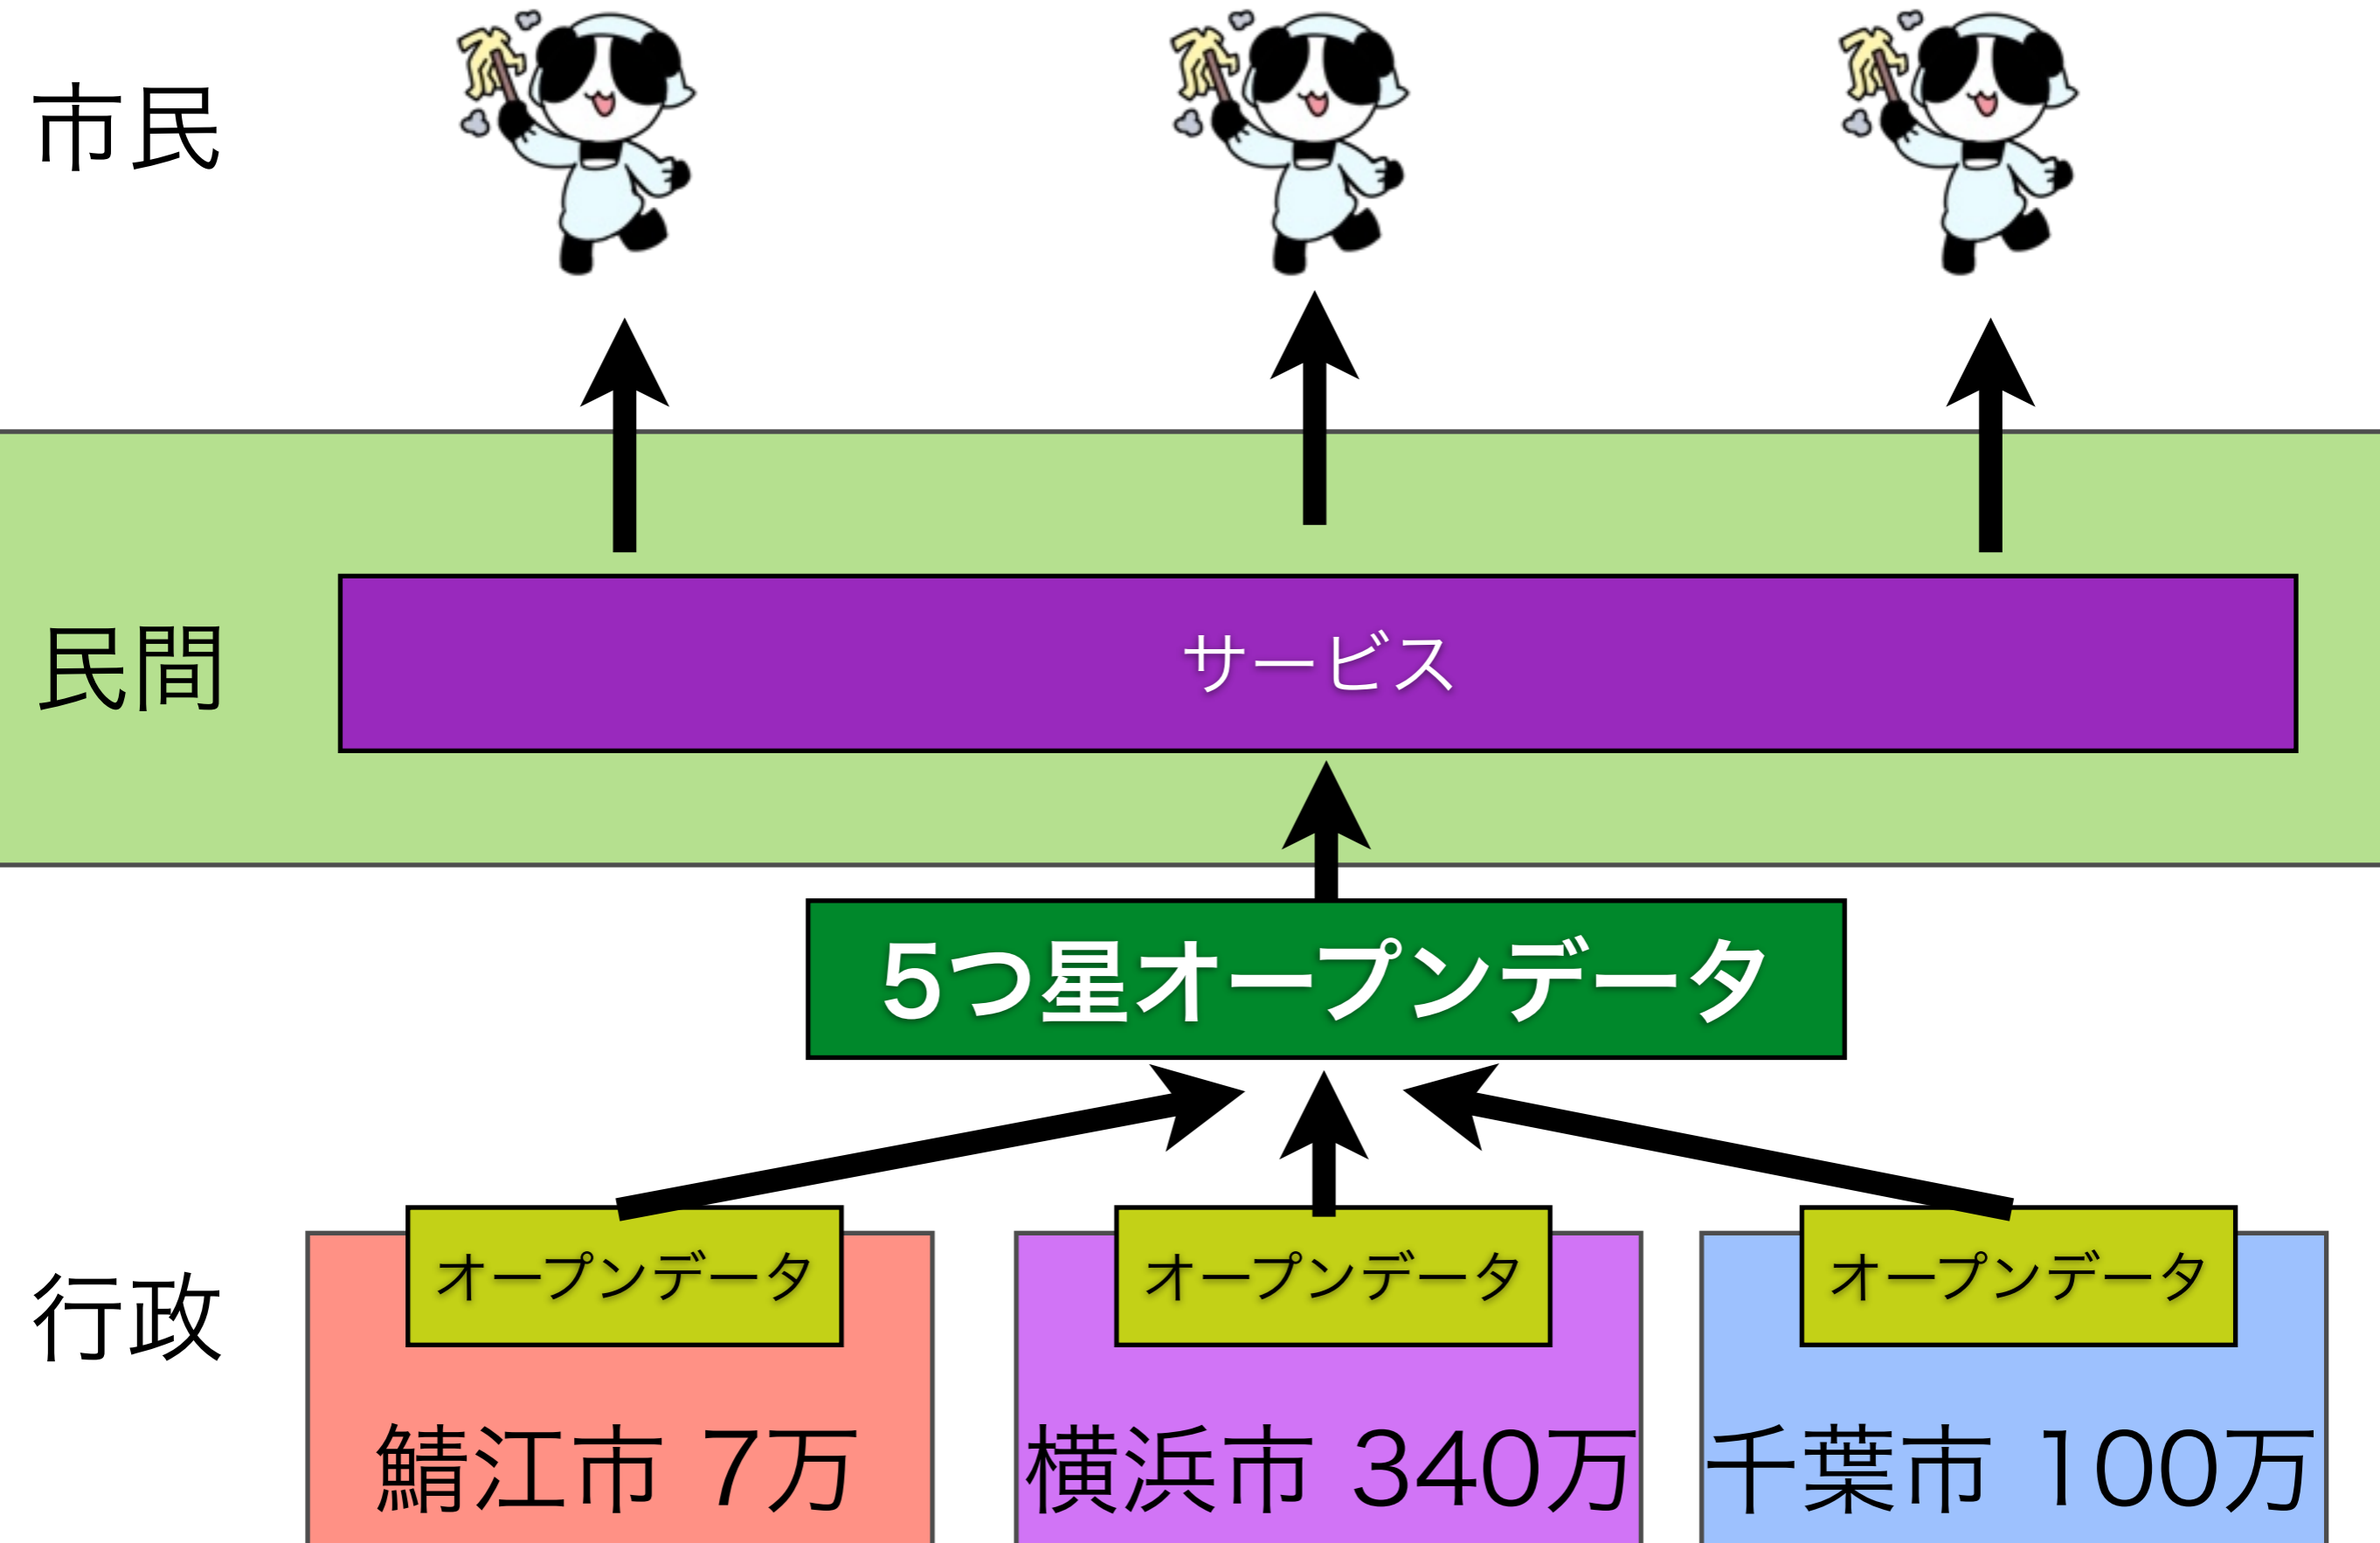 市民
民間
サービス
5つ星オープンデータ
行政
オープンデータ
オープンデータ
オープンデータ
鯖江市 7万
横浜市 340万
千葉市 100万